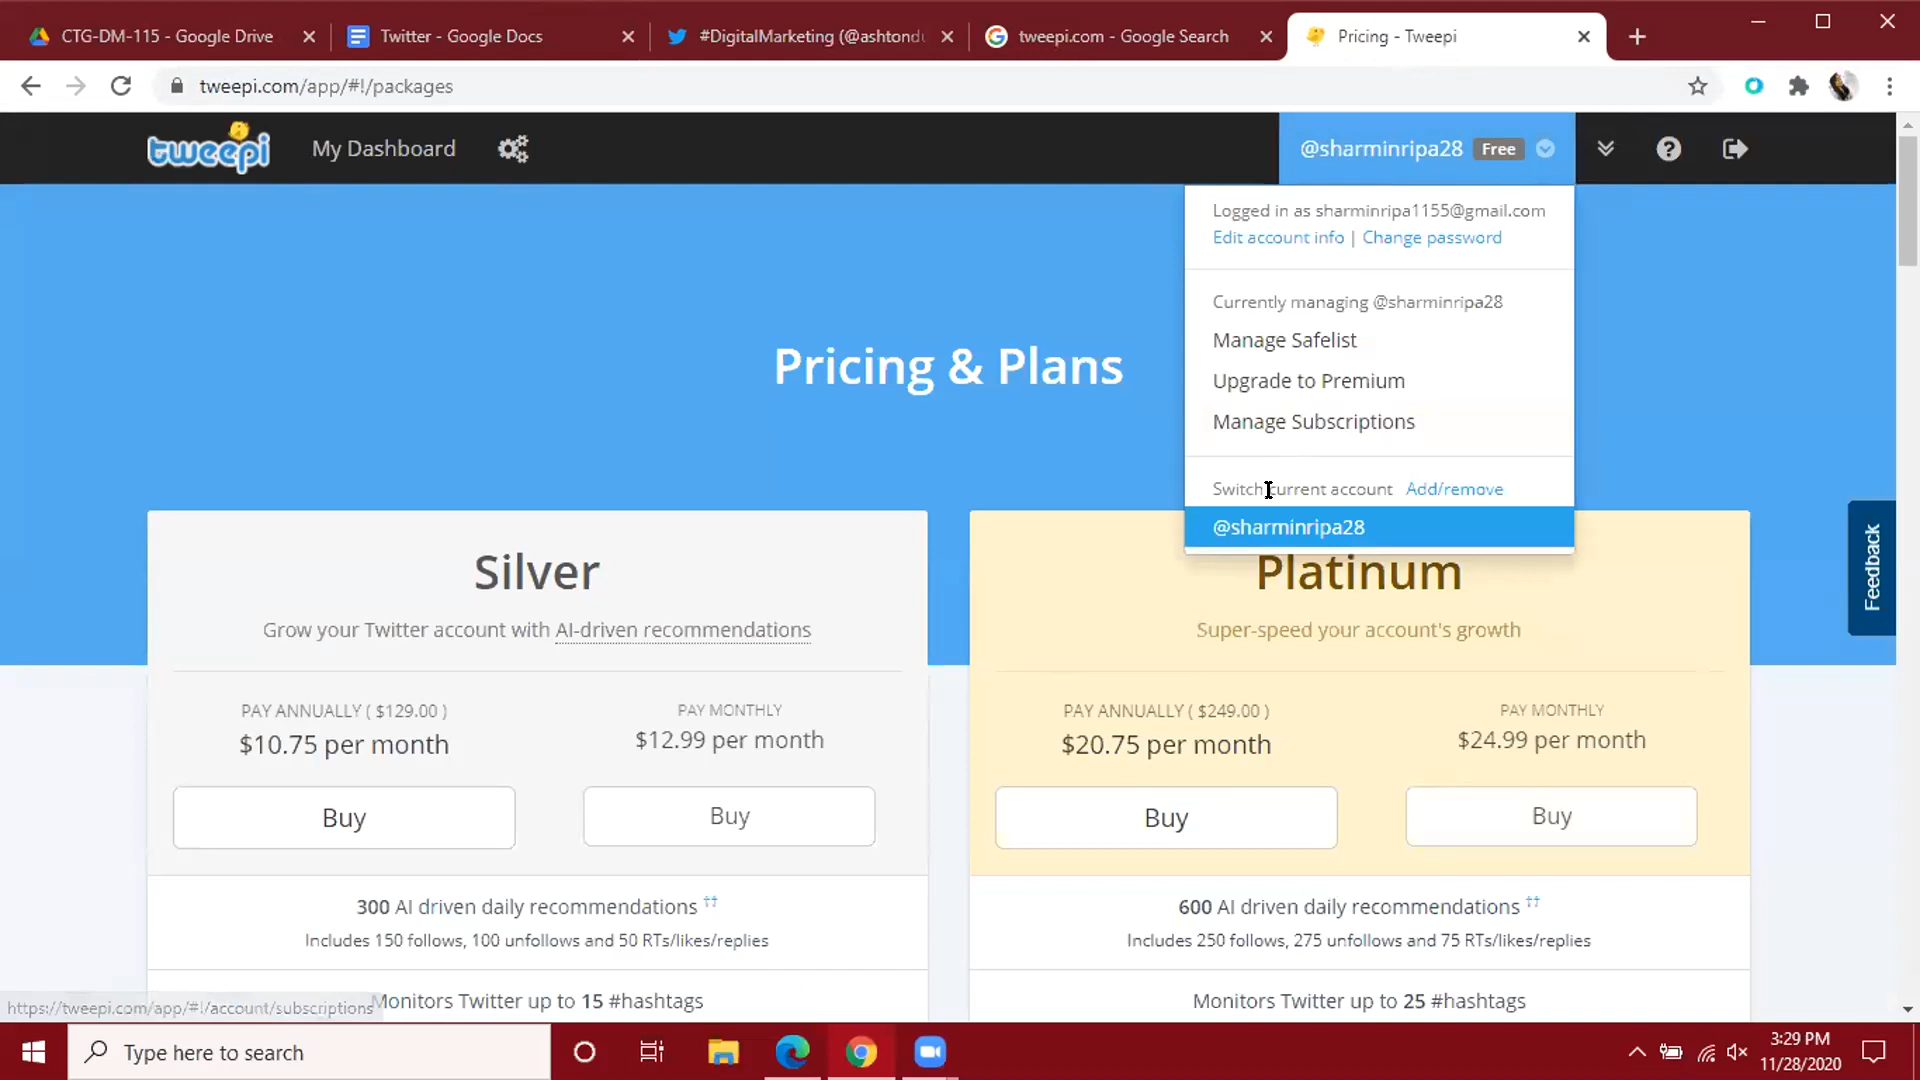 CTG-DM-115 - Google Drive
Twitter - Google Docs
#DigitalMarketing (@ashtondu
tweepi.com - Google Search
Pricing - Tweepi
tweepi.com/app/#!/packages
tweepi
My Dashboard
@sharminripa28 Free
Logged in as sharminripa1155@gmail.com
Edit account info | Change password
Currently managing @sharminripa28
Manage Safelist
Upgrade to Premium
Manage Subscriptions
Switch current account Add/remove
@sharminripa28
Pricing & Plans
Feedback
Silver
Grow your Twitter account with AI-driven recommendations
PAY ANNUALLY ( $129.00 )
$10.75 per month
Buy
PAY MONTHLY
$12.99 per month
Buy
300 AI driven daily recommendations ††
Includes 150 follows, 100 unfollows and 50 RTs/likes/replies
Monitors Twitter up to 15 #hashtags
Platinum
Super-speed your account's growth
PAY ANNUALLY ( $249.00 )
$20.75 per month
Buy
PAY MONTHLY
$24.99 per month
Buy
600 AI driven daily recommendations ††
Includes 250 follows, 275 unfollows and 75 RTs/likes/replies
Monitors Twitter up to 25 #hashtags
https://tweepi.com/app/#!/account/subscriptions
Type here to search
3:29 PM
11/28/2020